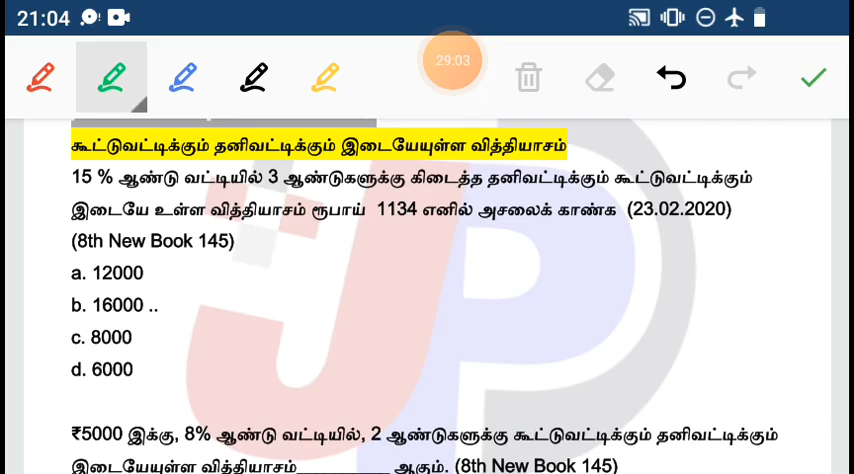 21:04
29:03
கூட்டுவட்டிக்கும் தனிவட்டிக்கும் இடையேயுள்ள வித்தியாசம்
15 % ஆண்டு வட்டியில் 3 ஆண்டுகளுக்கு கிடைத்த தனிவட்டிக்கும் கூட்டுவட்டிக்கும்
இடையே உள்ள வித்தியாசம் ரூபாய் 1134 எனில் அசலைக் காண்க (23.02.2020)
(8th New Book 145)
a. 12000
b. 16000 ..
c. 8000
d. 6000
₹5000 இக்கு, 8% ஆண்டு வட்டியில், 2 ஆண்டுகளுக்கு கூட்டுவட்டிக்கும் தனிவட்டிக்கும்
இடையேயுள்ள வித்தியாசம்__________ ஆகும். (8th New Book 145)